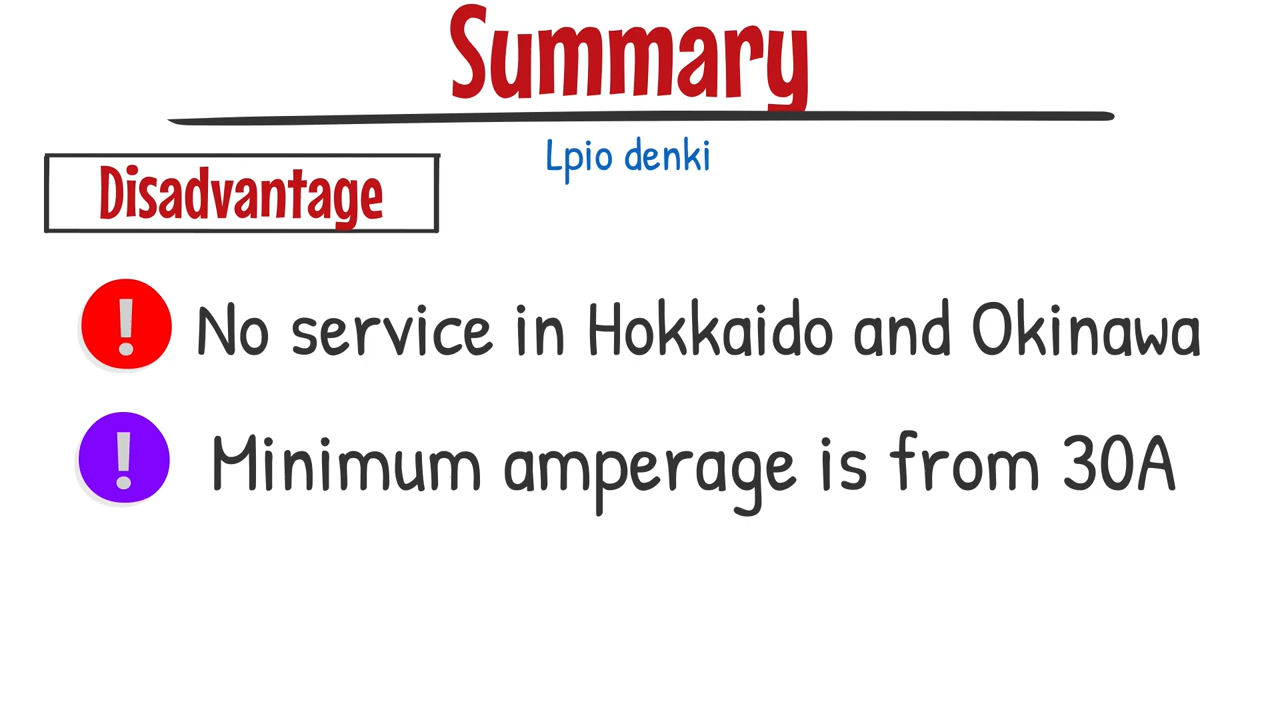 Summary
Lpio denki
Disadvantage
! No service in Hokkaido and Okinawa
! Minimum amperage is from 30A